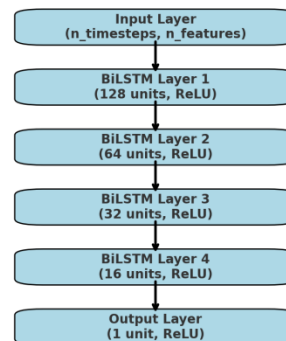 Input Layer
(n_timesteps, n_features)
BiLSTM Layer 1
(128 units, ReLU)
BiLSTM Layer 2
(64 units, ReLU)
BiLSTM Layer 3
(32 units, ReLU)
BiLSTM Layer 4
(16 units, ReLU)
Output Layer
(1 unit, ReLU)